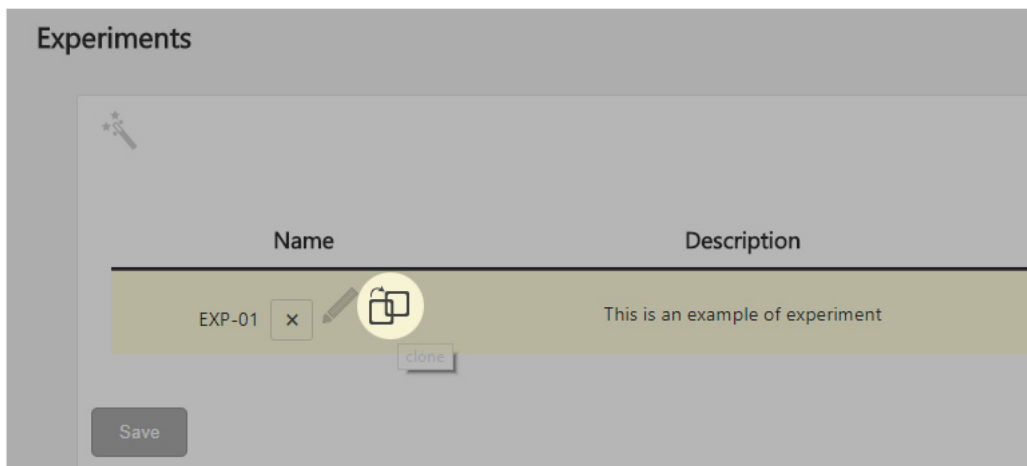 Experiments
Name Description
EXP-01 × This is an example of experiment
clone
Save